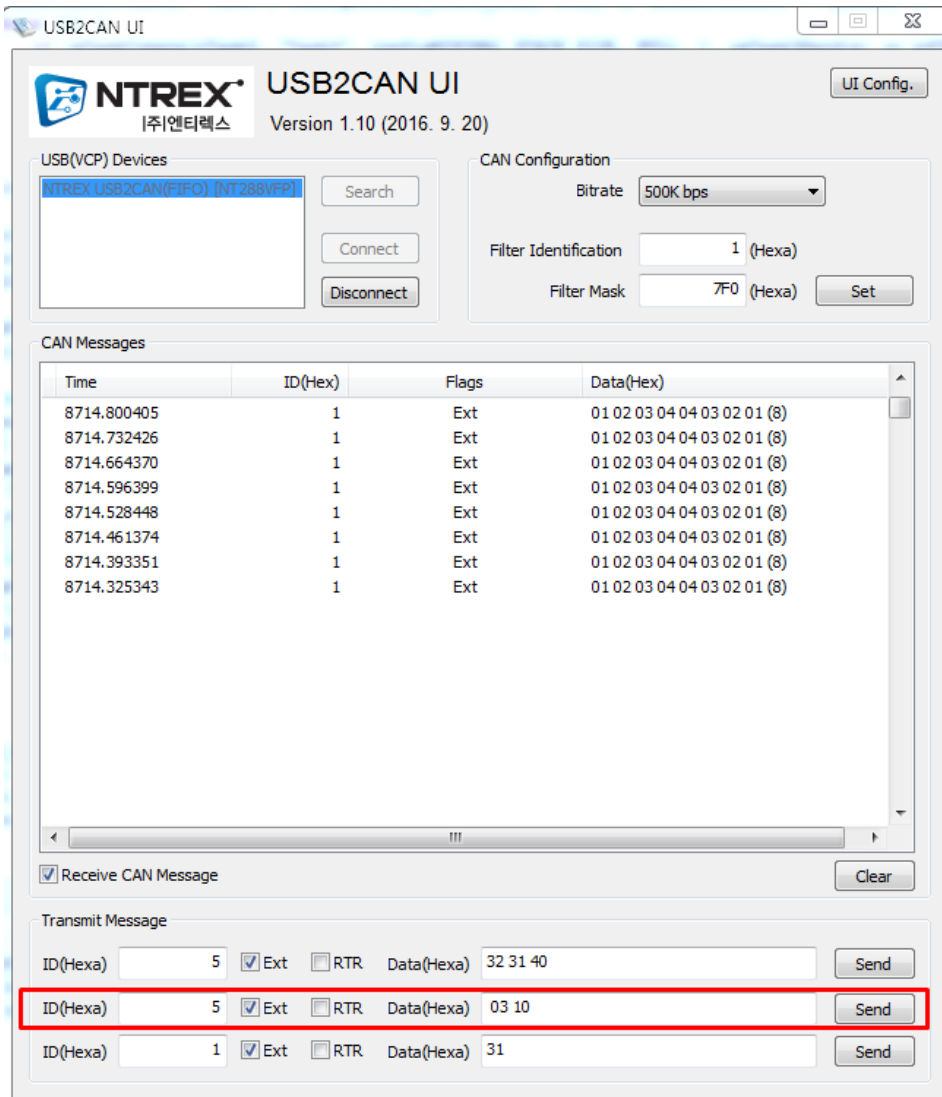 USB2CAN UI
NTREX
|주|엔티렉스
USB2CAN UI
Version 1.10 (2016. 9. 20)
UI Config.
USB(VCP) Devices
NTREX USB2CAN(FIFO) [NT288VFP]
Search
Connect
Disconnect
CAN Configuration
Bitrate 500K bps
Filter Identification 1 (Hexa)
Filter Mask 7F0 (Hexa) Set
CAN Messages
Time ID(Hex) Flags Data(Hex)
8714.800405 1 Ext 01 02 03 04 04 03 02 01 (8)
8714.732426 1 Ext 01 02 03 04 04 03 02 01 (8)
8714.664370 1 Ext 01 02 03 04 04 03 02 01 (8)
8714.596399 1 Ext 01 02 03 04 04 03 02 01 (8)
8714.528448 1 Ext 01 02 03 04 04 03 02 01 (8)
8714.461374 1 Ext 01 02 03 04 04 03 02 01 (8)
8714.393351 1 Ext 01 02 03 04 04 03 02 01 (8)
8714.325343 1 Ext 01 02 03 04 04 03 02 01 (8)
Receive CAN Message Clear
Transmit Message
ID(Hexa) 5 Ext RTR Data(Hexa) 32 31 40 Send
ID(Hexa) 5 Ext RTR Data(Hexa) 03 10 Send
ID(Hexa) 1 Ext RTR Data(Hexa) 31 Send